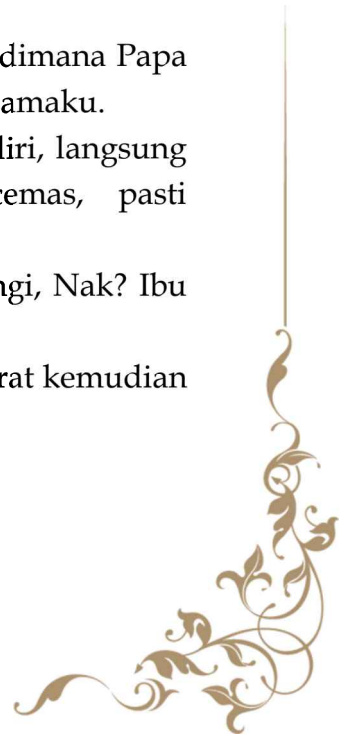 dimana Papa
amaku.
diri, langsung
cemas, pasti
ngi, Nak? Ibu
rat kemudian